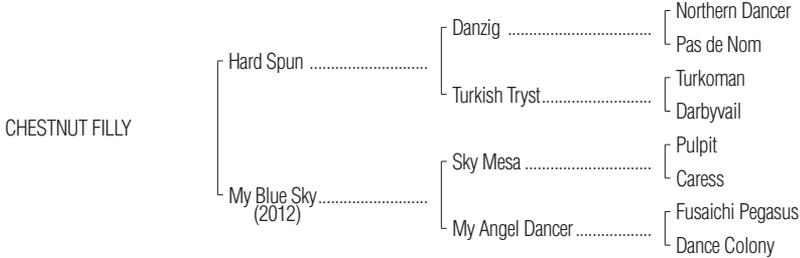 Northern Dancer
Danzig ..................................
Pas de Nom
Hard Spun ............................
Turkoman
Turkish Tryst..........................
Darbyvail
CHESTNUT FILLY
Pulpit
Sky Mesa ..............................
Caress
My Blue Sky..........................
(2012)
Fusaichi Pegasus
My Angel Dancer ..................
Dance Colony